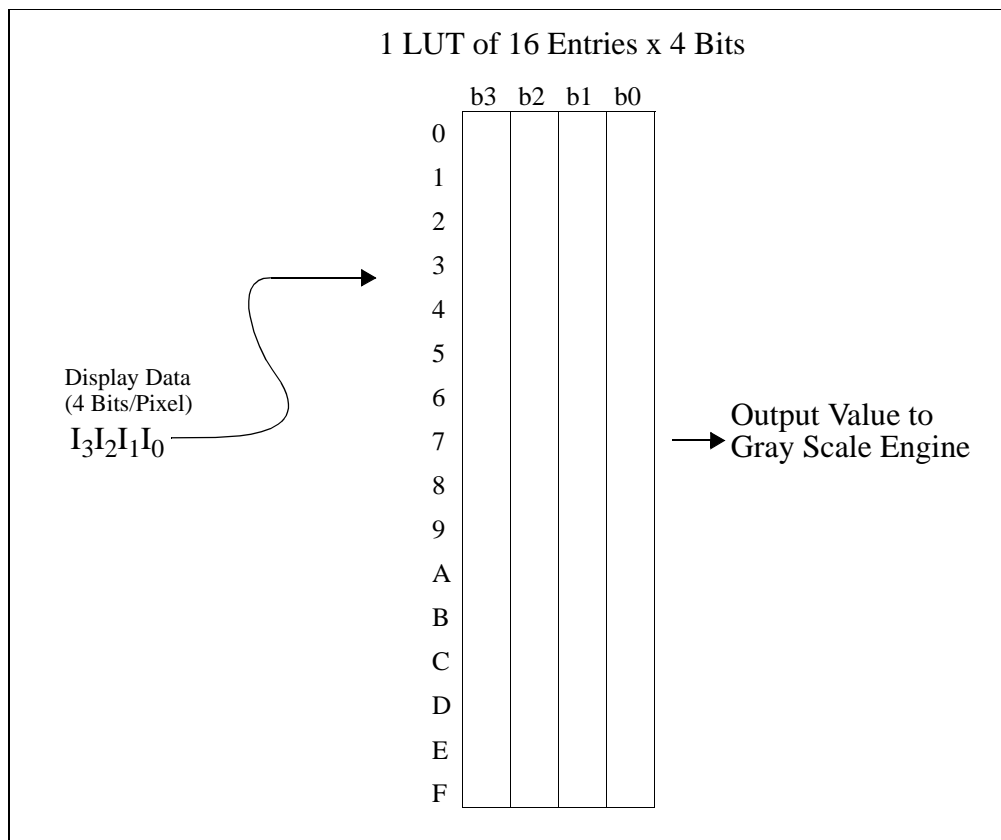 1 LUT of 16 Entries x 4 Bits
b3 b2 b1 b0
0
1
2
3
4
5
6
7
8
9
A
B
C
D
E
F
Display Data
(4 Bits/Pixel)
I3I2I1I0
Output Value to
Gray Scale Engine